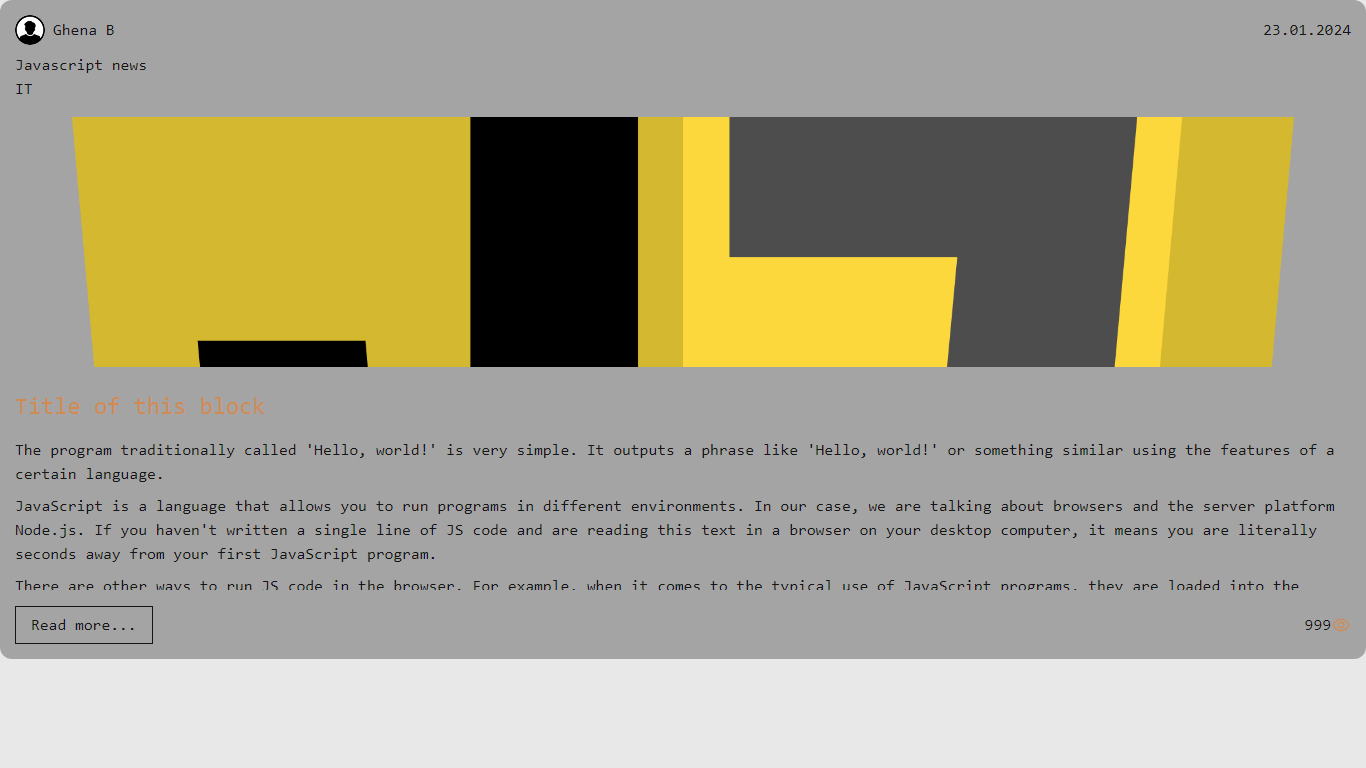 Ghena B
23.01.2024
Javascript news
IT
Title of this block
The program traditionally called 'Hello, world!' is very simple. It outputs a phrase like 'Hello, world!' or something similar using the features of a
certain language.
JavaScript is a language that allows you to run programs in different environments. In our case, we are talking about browsers and the server platform
Node.js. If you haven't written a single line of JS code and are reading this text in a browser on your desktop computer, it means you are literally
seconds away from your first JavaScript program.
There are other ways to run JS code in the browser. For example, when it comes to the typical use of JavaScript programs, they are loaded into the
Read more...
999